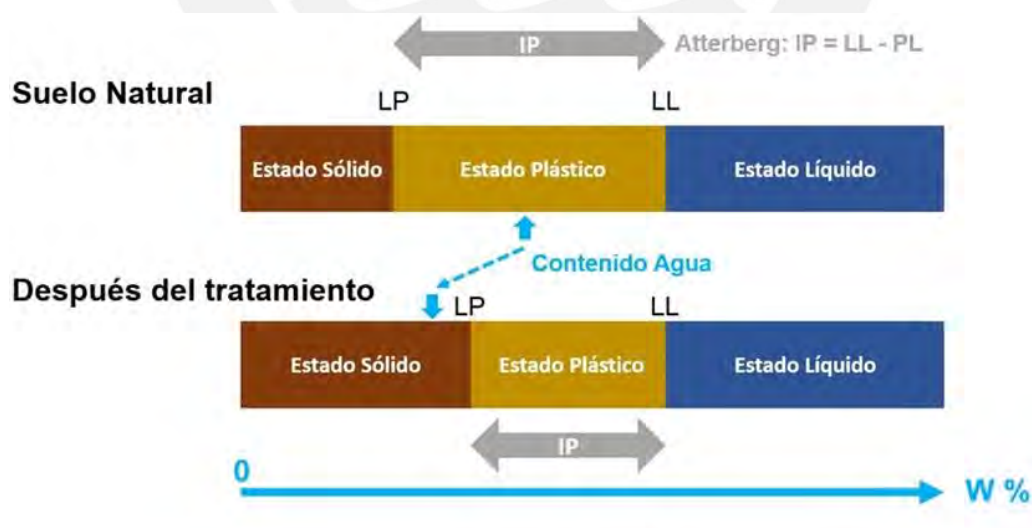 IP
Atterberg: IP = LL - PL
Suelo Natural
LP
LL
Estado Sólido
Estado Plástico
Estado Líquido
Contenido Agua
Después del tratamiento
LP
LL
Estado Sólido
Estado Plástico
Estado Líquido
IP
0
W %